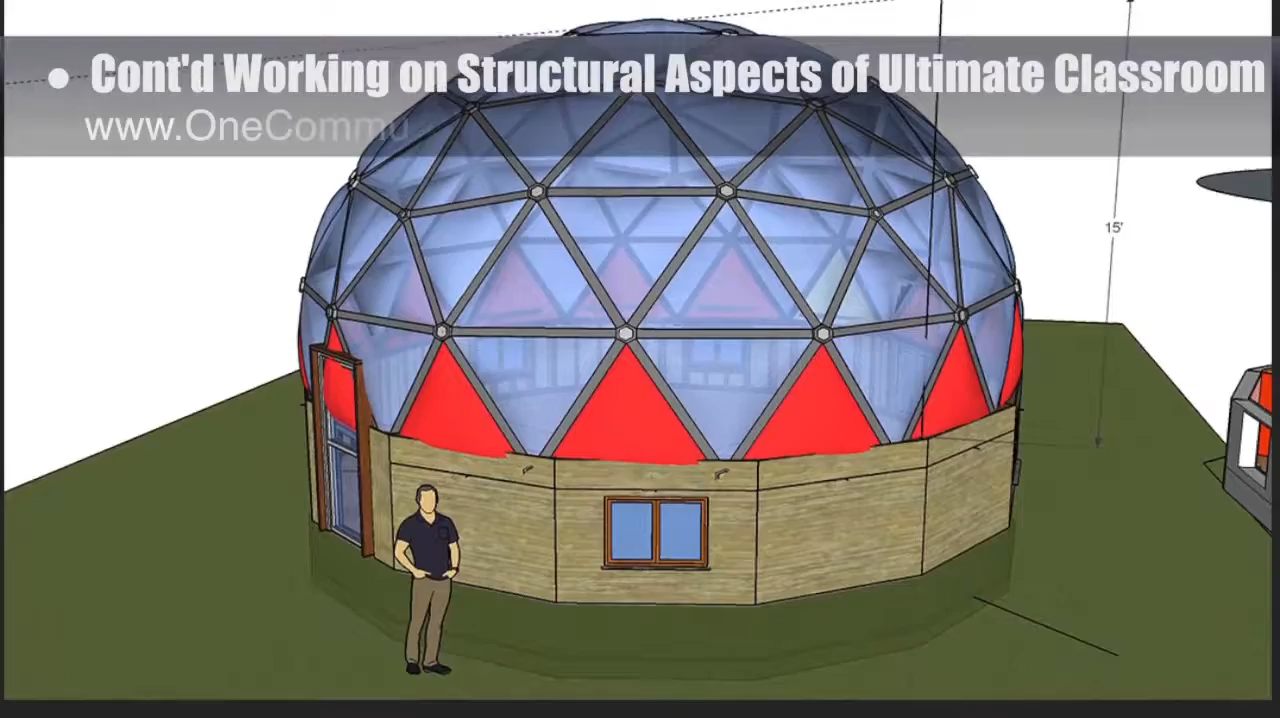 • Cont'd Working on Structural Aspects of Ultimate Classroom
www.OneCommu
15'